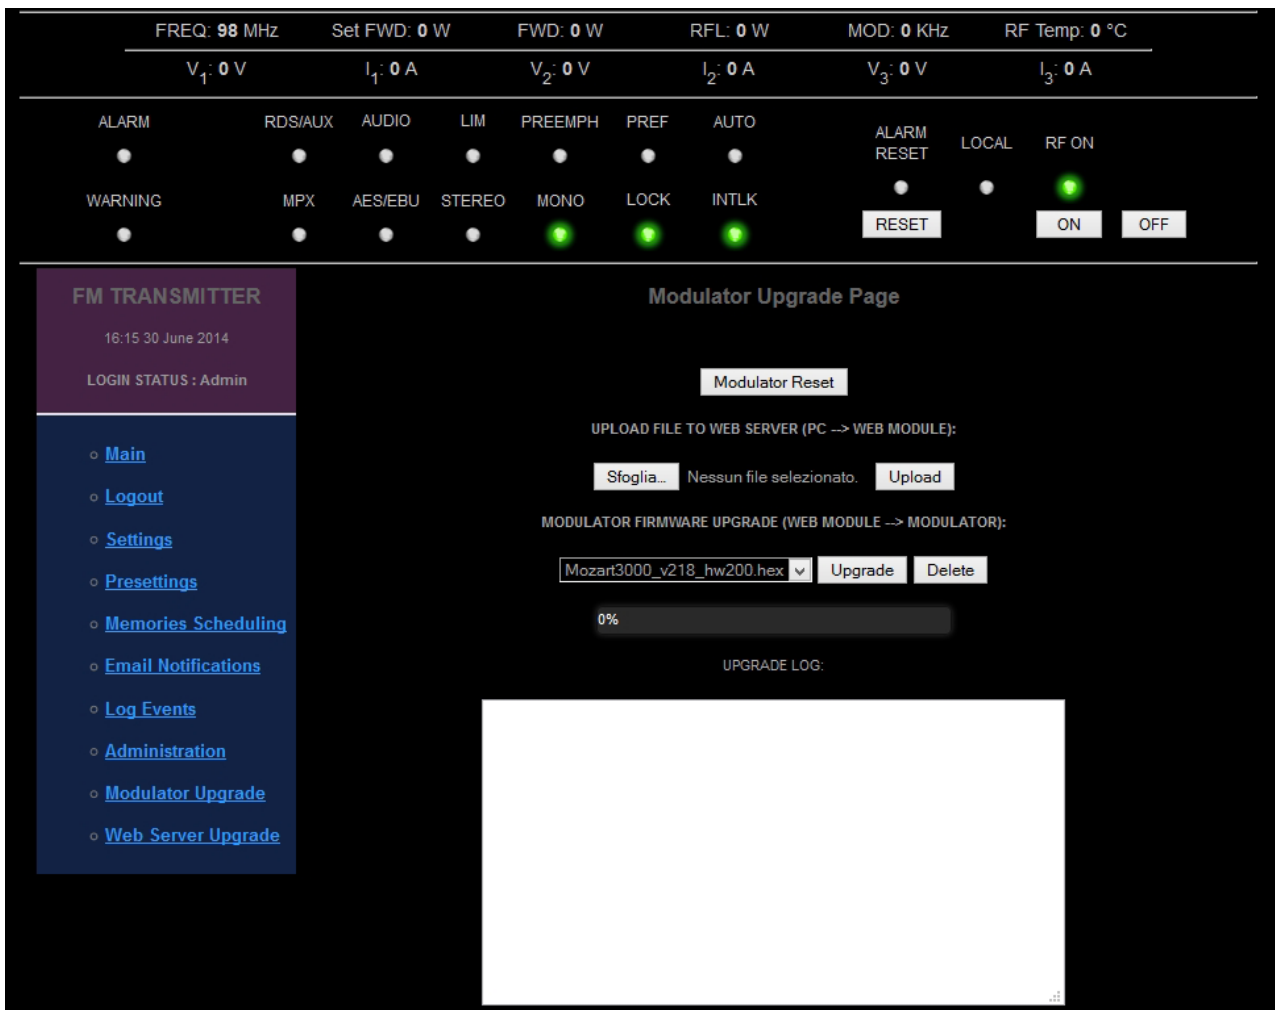 FREQ: 98 MHz Set FWD: 0 W FWD: 0 W RFL: 0 W MOD: 0 KHz RF Temp: 0 °C
V1: 0 V I1: 0 A V2: 0 V I2: 0 A V3: 0 V I3: 0 A
ALARM RDS/AUX AUDIO LIM PREEMPH PREF AUTO
ALARM RESET LOCAL RF ON
WARNING MPX AES/EBU STEREO MONO LOCK INTLK
RESET ON OFF
FM TRANSMITTER
16:15 30 June 2014
LOGIN STATUS : Admin
Main
Logout
Settings
Presettings
Memories Scheduling
Email Notifications
Log Events
Administration
Modulator Upgrade
Web Server Upgrade
Modulator Upgrade Page
Modulator Reset
UPLOAD FILE TO WEB SERVER (PC --> WEB MODULE):
Sfoglia... Nessun file selezionato. Upload
MODULATOR FIRMWARE UPGRADE (WEB MODULE --> MODULATOR):
Mozart3000_v218_hw200.hex Upgrade Delete
0%
UPGRADE LOG: